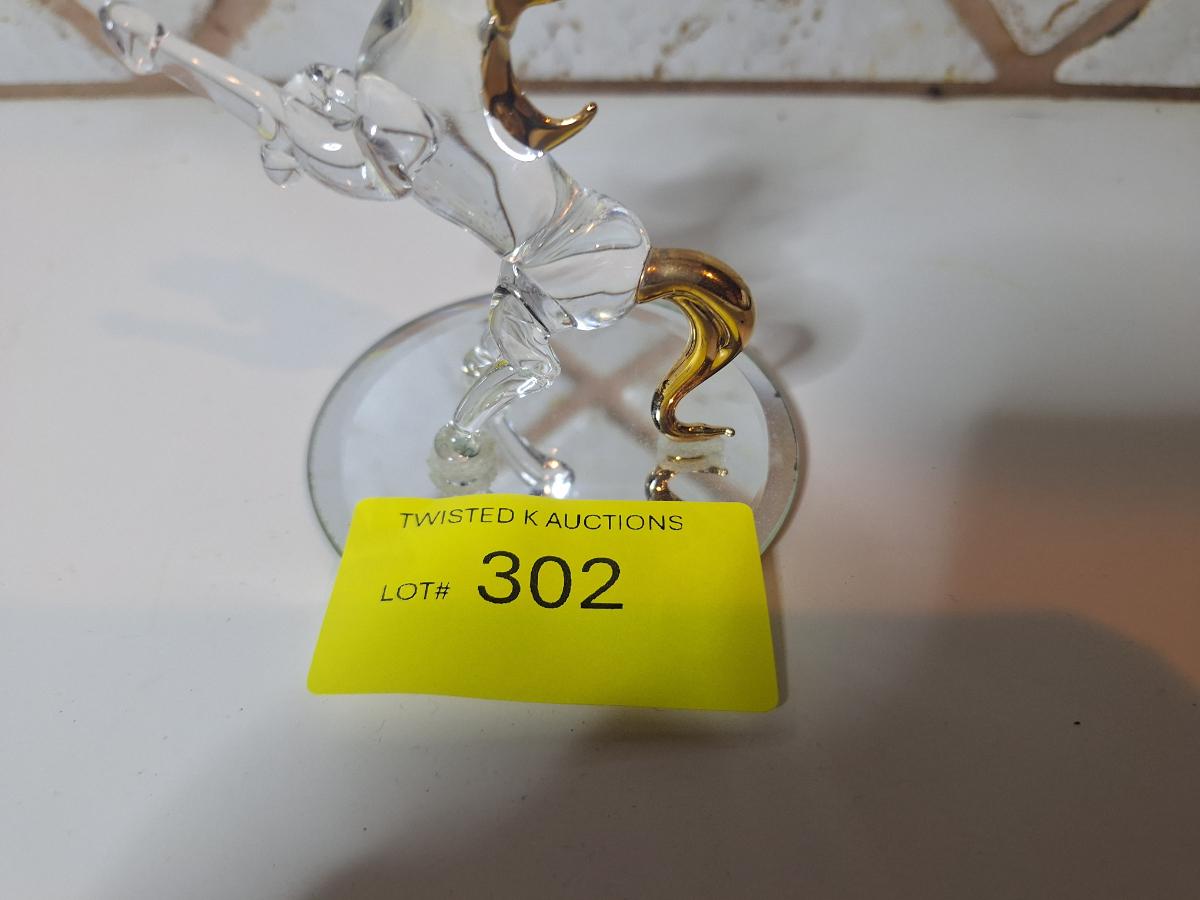 TWISTED K AUCTIONS
LOT# 302